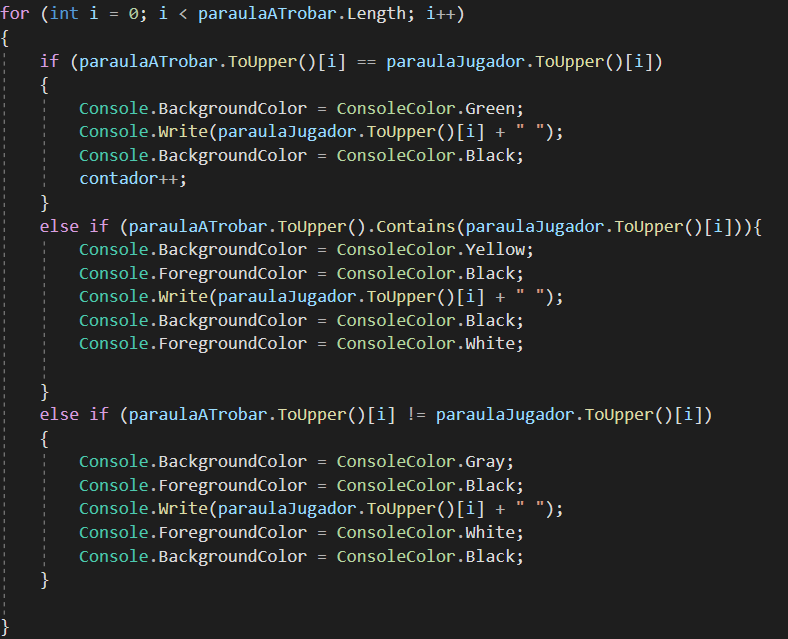 for (int i = 0; i < paraulaATrobar.Length; i++)
{
    if (paraulaATrobar.ToUpper()[i] == paraulaJugador.ToUpper()[i])
    {
        Console.BackgroundColor = ConsoleColor.Green;
        Console.Write(paraulaJugador.ToUpper()[i] + " ");
        Console.BackgroundColor = ConsoleColor.Black;
        contador++;
    }
    else if (paraulaATrobar.ToUpper().Contains(paraulaJugador.ToUpper()[i])){
        Console.BackgroundColor = ConsoleColor.Yellow;
        Console.ForegroundColor = ConsoleColor.Black;
        Console.Write(paraulaJugador.ToUpper()[i] + " ");
        Console.BackgroundColor = ConsoleColor.Black;
        Console.ForegroundColor = ConsoleColor.White;

    }
    else if (paraulaATrobar.ToUpper()[i] != paraulaJugador.ToUpper()[i])
    {
        Console.BackgroundColor = ConsoleColor.Gray;
        Console.ForegroundColor = ConsoleColor.Black;
        Console.Write(paraulaJugador.ToUpper()[i] + " ");
        Console.ForegroundColor = ConsoleColor.White;
        Console.BackgroundColor = ConsoleColor.Black;
    }

}